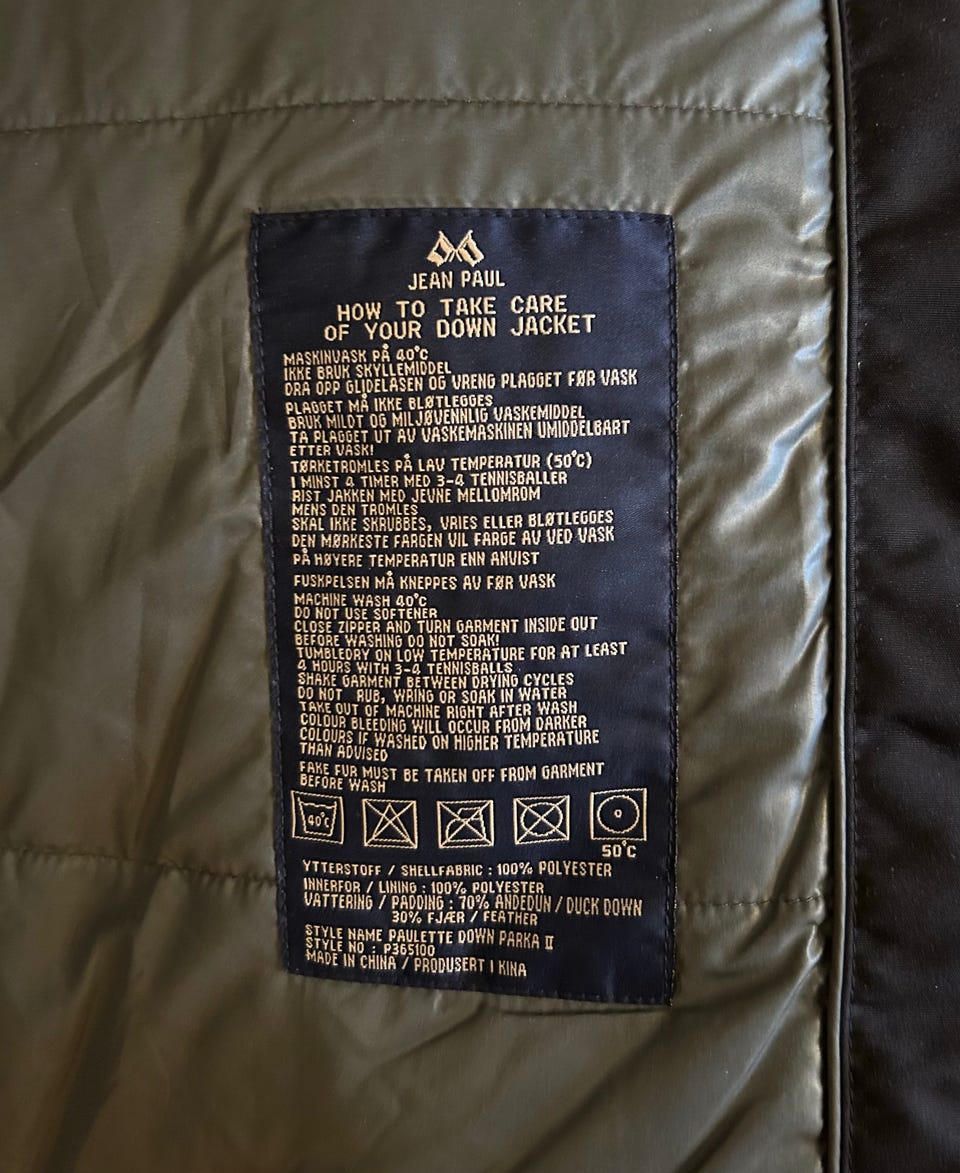 JEAN PAUL
HOW TO TAKE CARE
OF YOUR DOWN JACKET
MASKINVASK PÅ 40°C
IKKE BRUK SKYLLEMIDDEL
DRA OPP GLIDELÅSEN OG VRENG PLAGGET FØR VASK
PLAGGET MÅ IKKE BLØTLEGGES
BRUK MILDT OG MILJØVENNLIG VASKEMIDDEL
TA PLAGGET UT AV VASKEMASKINEN UMIDDELBART
ETTER VASK!
TØRKETROMLES PÅ LAV TEMPERATUR (50°C)
I MINST 4 TIMER MED 3-4 TENNISBALLER
RIST JAKKEN MED JEVNE MELLOMROM
MENS DEN TROMLES
SKAL IKKE SKRUBBES, VRIES ELLER BLØTLEGGES
DEN MØRKESTE FARGEN VIL FARGE AV VED VASK
PÅ HØYERE TEMPERATUR ENN ANVIST
FUSKPELSEN MÅ KNEPPES AV FØR VASK
MACHINE WASH 40°C
DO NOT USE SOFTENER
CLOSE ZIPPER AND TURN GARMENT INSIDE OUT
BEFORE WASHING DO NOT SOAK!
TUMBLEDRY ON LOW TEMPERATURE FOR AT LEAST
4 HOURS WITH 3-4 TENNISBALLS
SHAKE GARMENT BETWEEN DRYING CYCLES
DO NOT RUB, WRING OR SOAK IN WATER
TAKE OUT OF MACHINE RIGHT AFTER WASH
COLOUR BLEEDING WILL OCCUR FROM DARKER
COLOURS IF WASHED ON HIGHER TEMPERATURE
THAN ADVISED
FAKE FUR MUST BE TAKEN OFF FROM GARMENT
BEFORE WASH
40°C
50°C
YTTERSTOFF / SHELLFABRIC : 100% POLYESTER
INNERFOR / LINING : 100% POLYESTER
VATTERING / PADDING : 70% ANDEDUN / DUCK DOWN
30% FJÆR / FEATHER
STYLE NAME PAULETTE DOWN PARKA II
STYLE NO : P365100
MADE IN CHINA / PRODUSERT I KINA